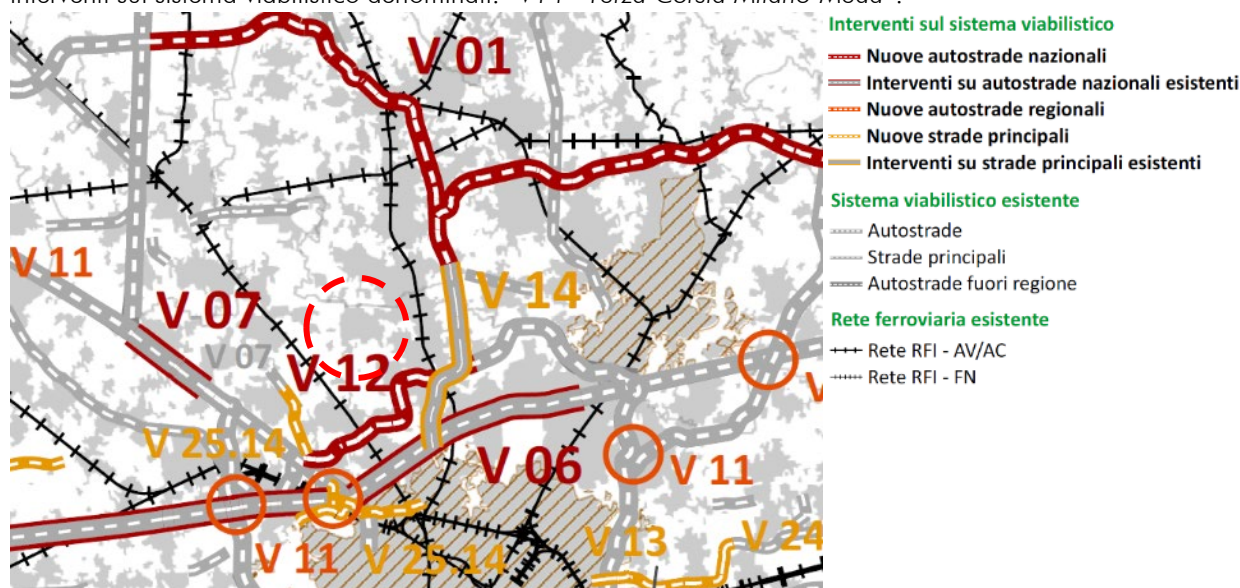 interventi sul sistema viabilistico denominati: "V14 - Terza Corsia Milano-Meda".
V 01
V 11
V 07
V 14
V 07
V 12
V
V 25.14
V 06
V 11
V 11
V 25.14
V 13
V 24
Interventi sul sistema viabilistico
Nuove autostrade nazionali
Interventi su autostrade nazionali esistenti
Nuove autostrade regionali
Nuove strade principali
Interventi su strade principali esistenti
Sistema viabilistico esistente
Autostrade
Strade principali
Autostrade fuori regione
Rete ferroviaria esistente
Rete RFI - AV/AC
Rete RFI - FN